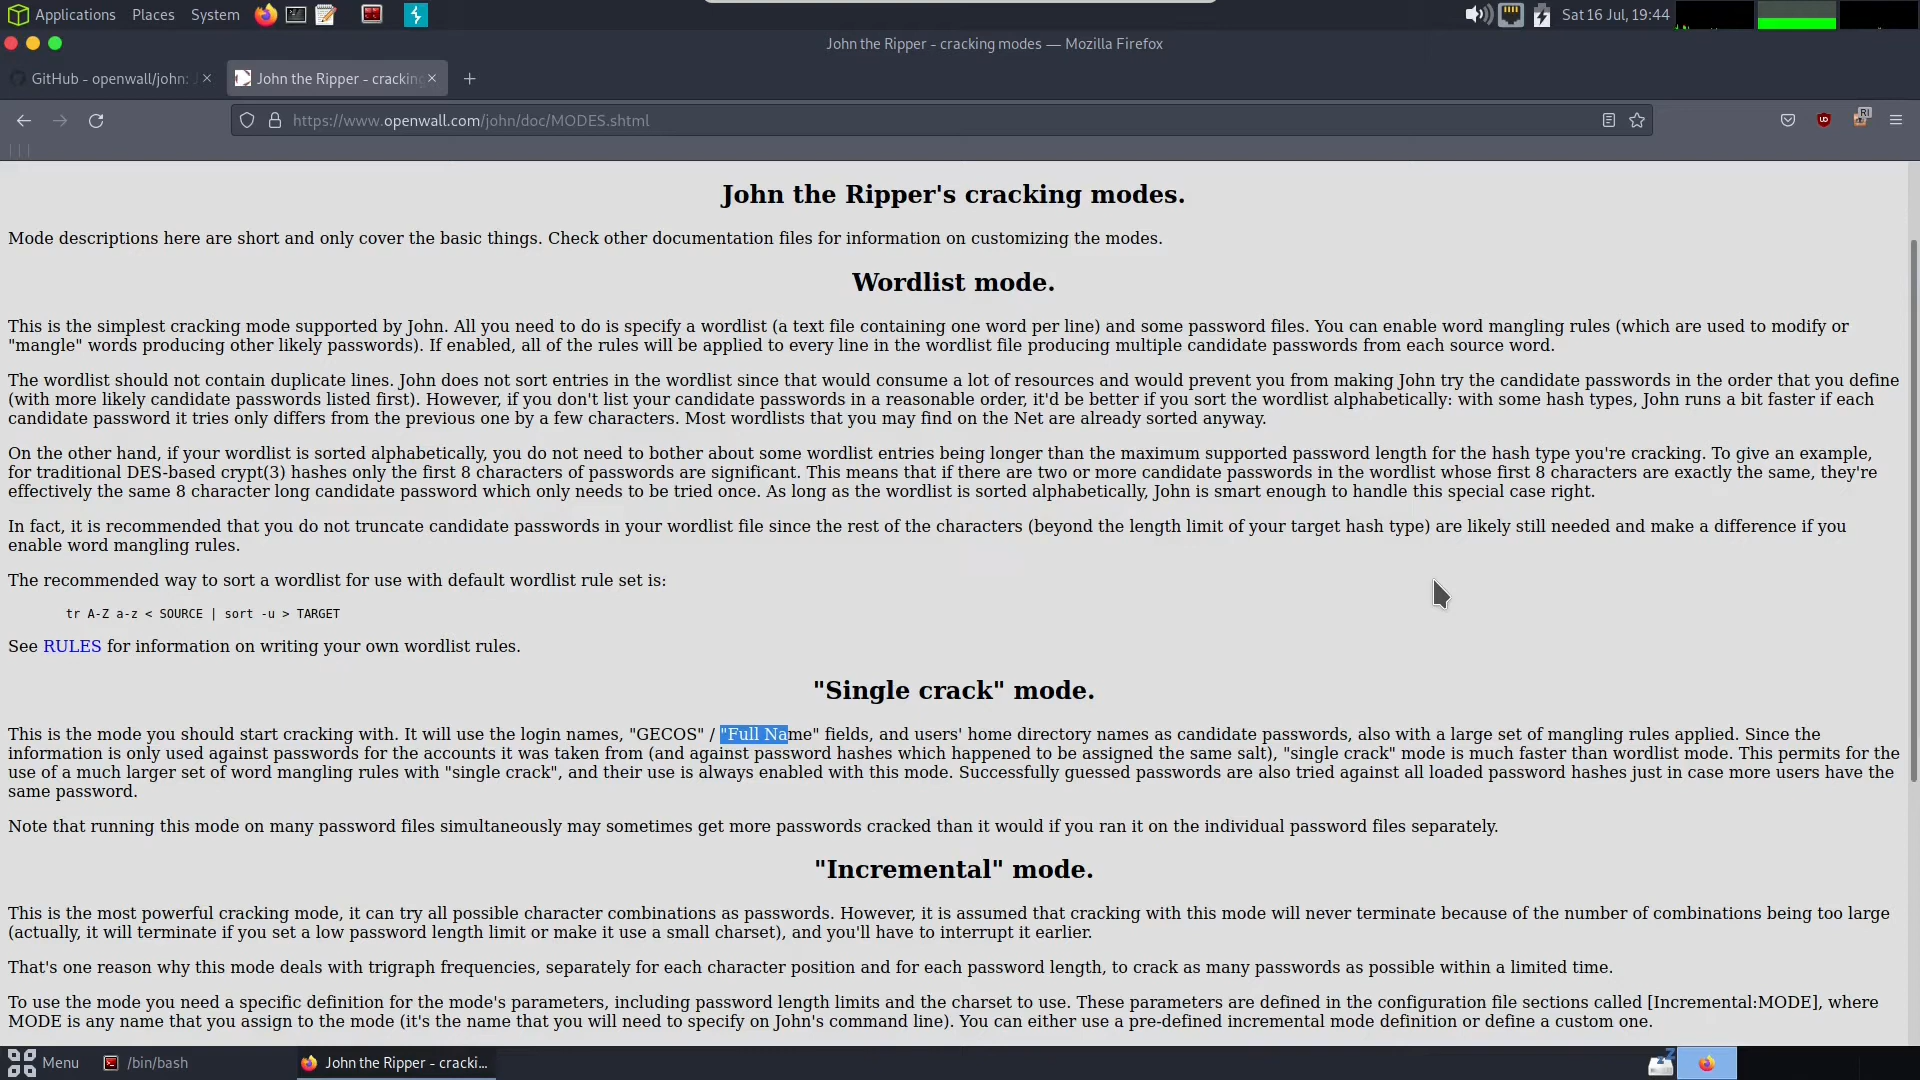 Applications Places System
Sat 16 Jul, 19:44
John the Ripper - cracking modes — Mozilla Firefox
GitHub - openwall/john:
John the Ripper - cracking
https://www.openwall.com/john/doc/MODES.shtml
John the Ripper's cracking modes.
Mode descriptions here are short and only cover the basic things. Check other documentation files for information on customizing the modes.
Wordlist mode.
This is the simplest cracking mode supported by John. All you need to do is specify a wordlist (a text file containing one word per line) and some password files. You can enable word mangling rules (which are used to modify or
"mangle" words producing other likely passwords). If enabled, all of the rules will be applied to every line in the wordlist file producing multiple candidate passwords from each source word.
The wordlist should not contain duplicate lines. John does not sort entries in the wordlist since that would consume a lot of resources and would prevent you from making John try the candidate passwords in the order that you define
(with more likely candidate passwords listed first). However, if you don't list your candidate passwords in a reasonable order, it'd be better if you sort the wordlist alphabetically: with some hash types, John runs a bit faster if each
candidate password it tries only differs from the previous one by a few characters. Most wordlists that you may find on the Net are already sorted anyway.
On the other hand, if your wordlist is sorted alphabetically, you do not need to bother about some wordlist entries being longer than the maximum supported password length for the hash type you're cracking. To give an example,
for traditional DES-based crypt(3) hashes only the first 8 characters of passwords are significant. This means that if there are two or more candidate passwords in the wordlist whose first 8 characters are exactly the same, they're
effectively the same 8 character long candidate password which only needs to be tried once. As long as the wordlist is sorted alphabetically, John is smart enough to handle this special case right.
In fact, it is recommended that you do not truncate candidate passwords in your wordlist file since the rest of the characters (beyond the length limit of your target hash type) are likely still needed and make a difference if you
enable word mangling rules.
The recommended way to sort a wordlist for use with default wordlist rule set is:
tr A-Z a-z < SOURCE | sort -u > TARGET
See RULES for information on writing your own wordlist rules.
"Single crack" mode.
This is the mode you should start cracking with. It will use the login names, "GECOS" / "Full Name" fields, and users' home directory names as candidate passwords, also with a large set of mangling rules applied. Since the
information is only used against passwords for the accounts it was taken from (and against password hashes which happened to be assigned the same salt), "single crack" mode is much faster than wordlist mode. This permits for the
use of a much larger set of word mangling rules with "single crack", and their use is always enabled with this mode. Successfully guessed passwords are also tried against all loaded password hashes just in case more users have the
same password.
Note that running this mode on many password files simultaneously may sometimes get more passwords cracked than it would if you ran it on the individual password files separately.
"Incremental" mode.
This is the most powerful cracking mode, it can try all possible character combinations as passwords. However, it is assumed that cracking with this mode will never terminate because of the number of combinations being too large
(actually, it will terminate if you set a low password length limit or make it use a small charset), and you'll have to interrupt it earlier.
That's one reason why this mode deals with trigraph frequencies, separately for each character position and for each password length, to crack as many passwords as possible within a limited time.
To use the mode you need a specific definition for the mode's parameters, including password length limits and the charset to use. These parameters are defined in the configuration file sections called [Incremental:MODE], where
MODE is any name that you assign to the mode (it's the name that you will need to specify on John's command line). You can either use a pre-defined incremental mode definition or define a custom one.
Menu
/bin/bash
John the Ripper - cracki...